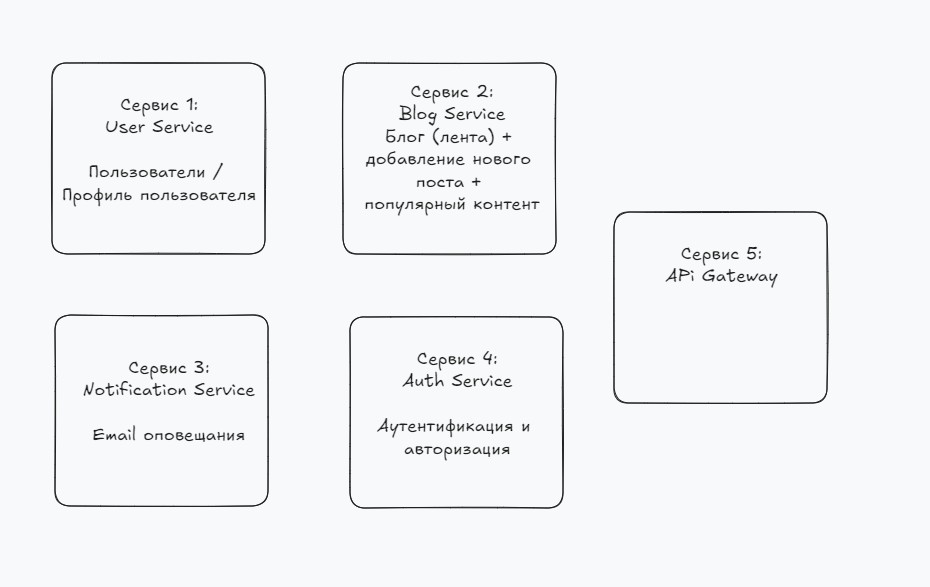 Сервис 1:
User Service
Пользователи /
Профиль пользователя
Сервис 2:
Blog Service
Блог (лента) +
добавление нового
поста +
популярный контент
Сервис 5:
APi Gateway
Сервис 3:
Notification Service
Email оповещания
Сервис 4:
Auth Service
Аутентификация и
авторизация